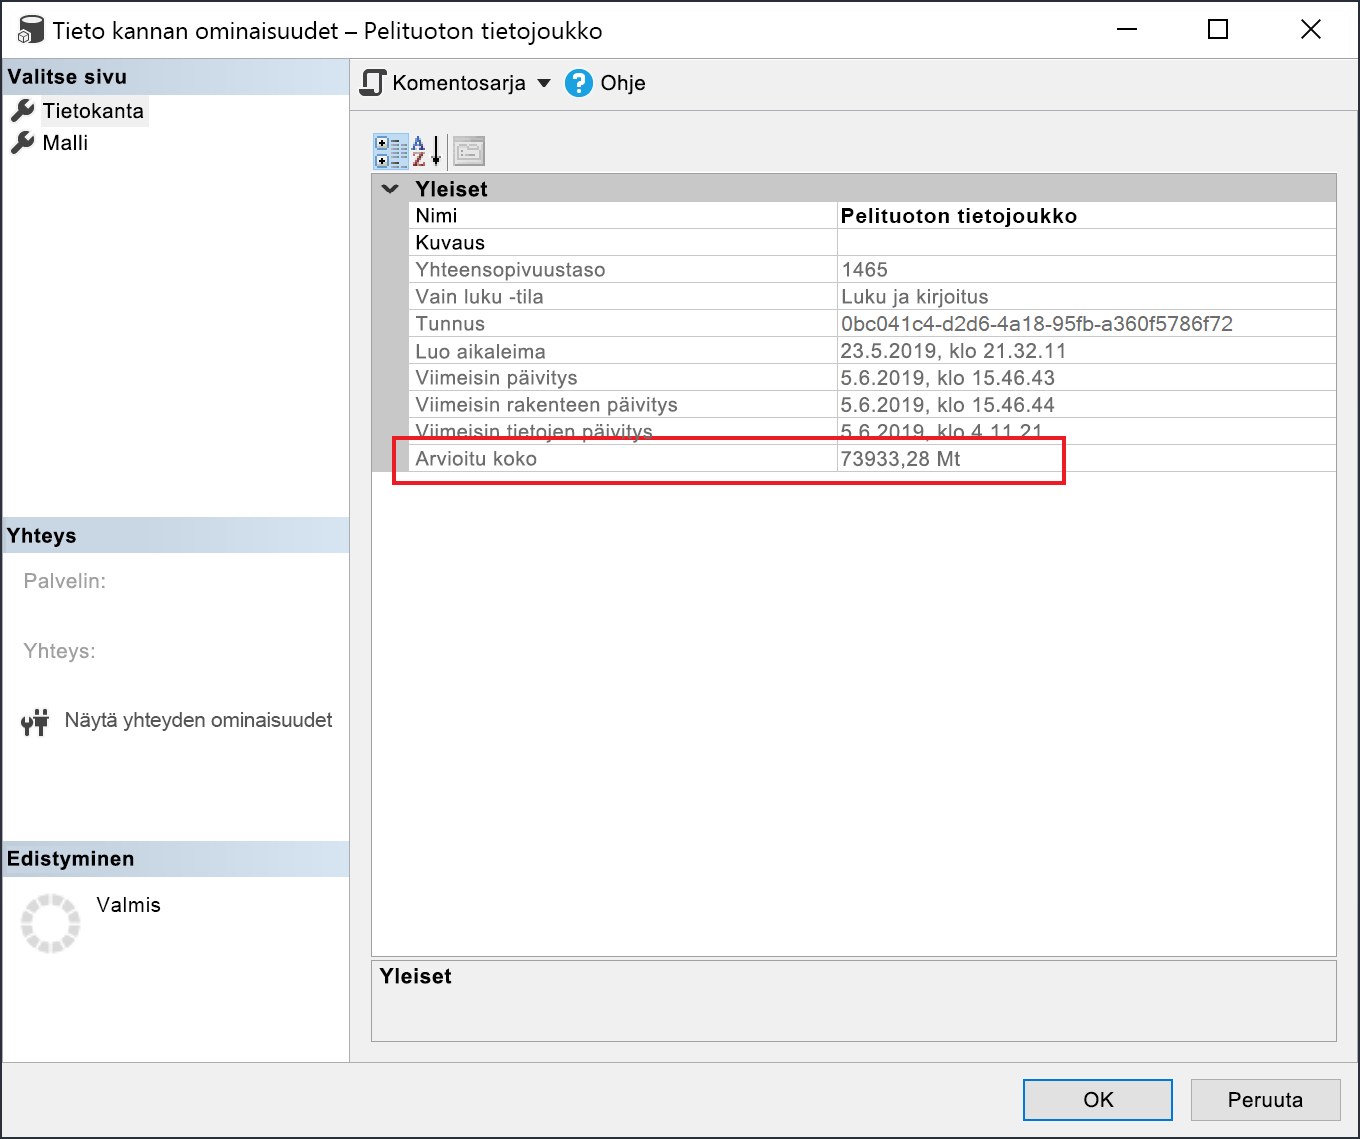 Tieto kannan ominaisuudet – Pelituoton tietojoukko
Valitse sivu
Tietokanta
Malli
Komentosarja
Ohje
Yleiset
Nimi Pelituoton tietojoukko
Kuvaus
Yhteensopivuustaso 1465
Vain luku -tila Luku ja kirjoitus
Tunnus 0bc041c4-d2d6-4a18-95fb-a360f5786f72
Luo aikaleima 23.5.2019, klo 21.32.11
Viimeisin päivitys 5.6.2019, klo 15.46.43
Viimeisin rakenteen päivitys 5.6.2019, klo 15.46.44
Viimeisin tietojen päivitys 5.6.2019, klo 4.11.21
Arvioitu koko 73933,28 Mt
Yhteys
Palvelin:
Yhteys:
Näytä yhteyden ominaisuudet
Edistyminen
Valmis
Yleiset
OK
Peruuta